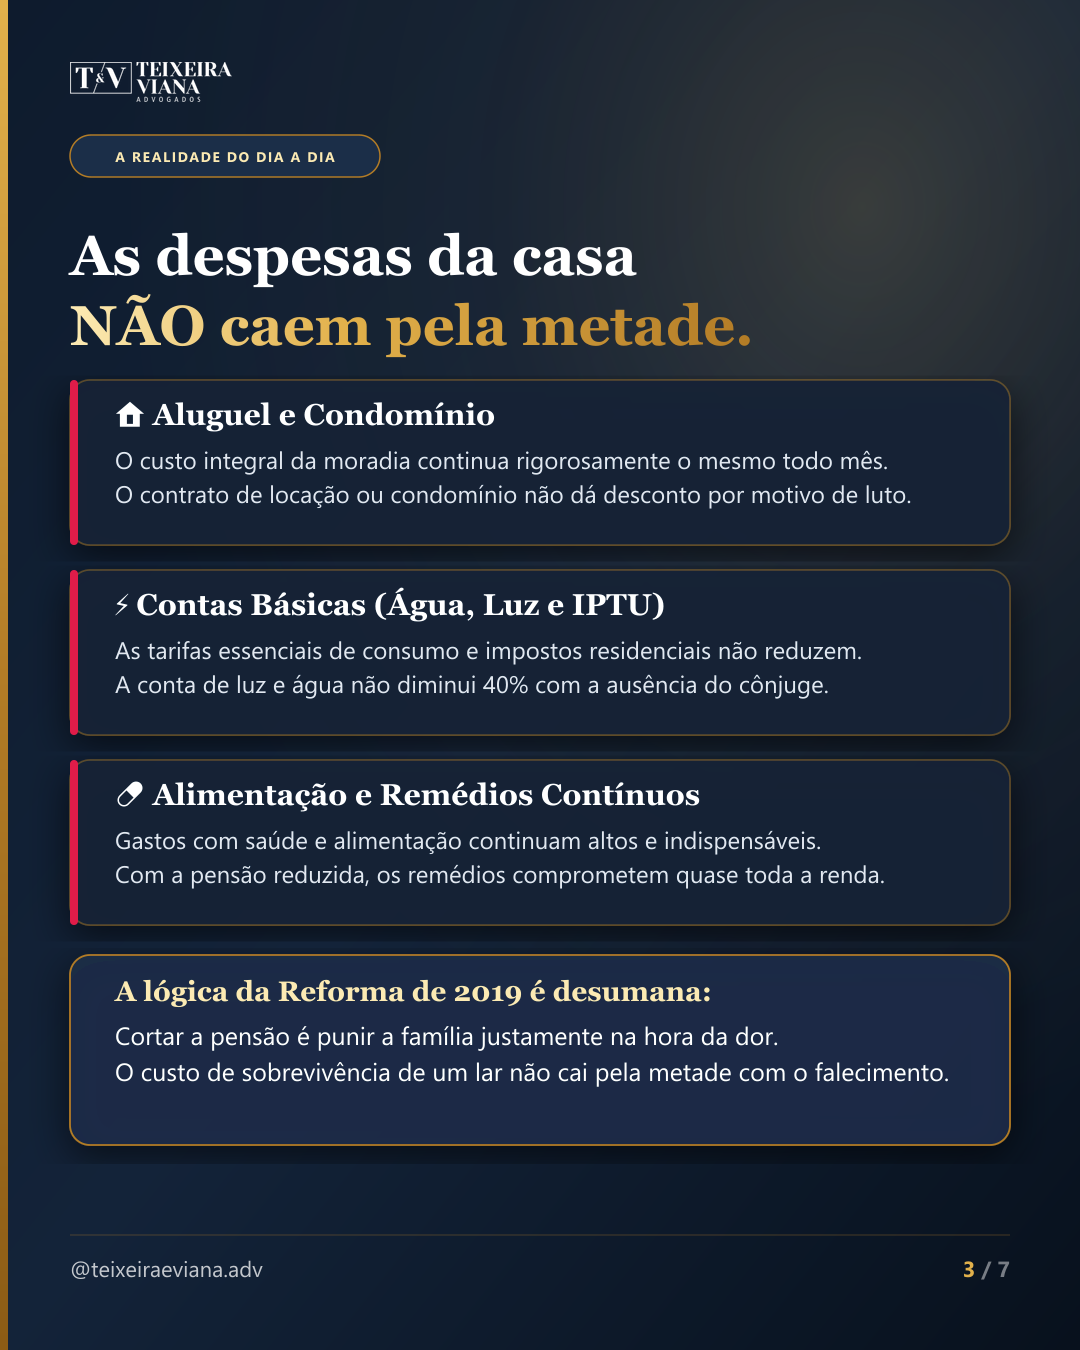 T&V TEIXEIRA
VIANA
ADVOGADOS
A REALIDADE DO DIA A DIA
As despesas da casa
NÃO caem pela metade.
Aluguel e Condomínio
O custo integral da moradia continua rigorosamente o mesmo todo mês.
O contrato de locação ou condomínio não dá desconto por motivo de luto.
⚡ Contas Básicas (Água, Luz e IPTU)
As tarifas essenciais de consumo e impostos residenciais não reduzem.
A conta de luz e água não diminui 40% com a ausência do cônjuge.
Alimentação e Remédios Contínuos
Gastos com saúde e alimentação continuam altos e indispensáveis.
Com a pensão reduzida, os remédios comprometem quase toda a renda.
A lógica da Reforma de 2019 é desumana:
Cortar a pensão é punir a família justamente na hora da dor.
O custo de sobrevivência de um lar não cai pela metade com o falecimento.
@teixeiraeviana.adv
3 / 7